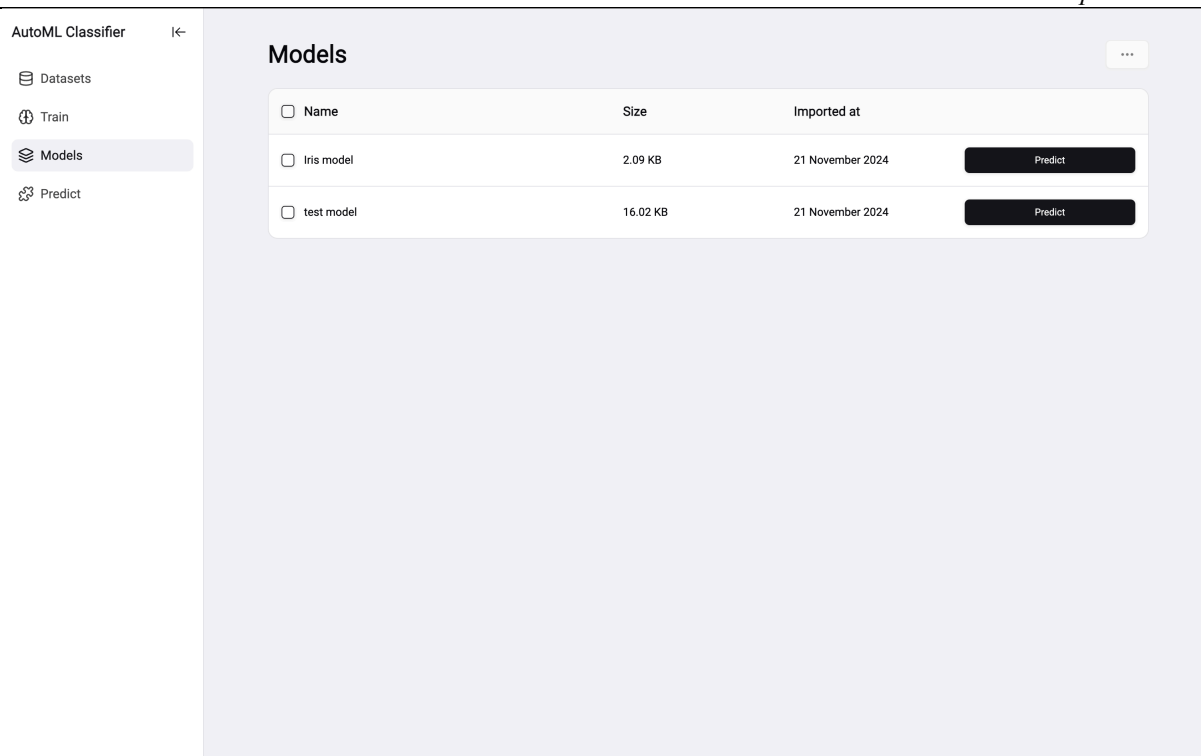 AutoML Classifier
Datasets
Train
Models
Predict
Models
Name Size Imported at
Iris model 2.09 KB 21 November 2024 Predict
test model 16.02 KB 21 November 2024 Predict